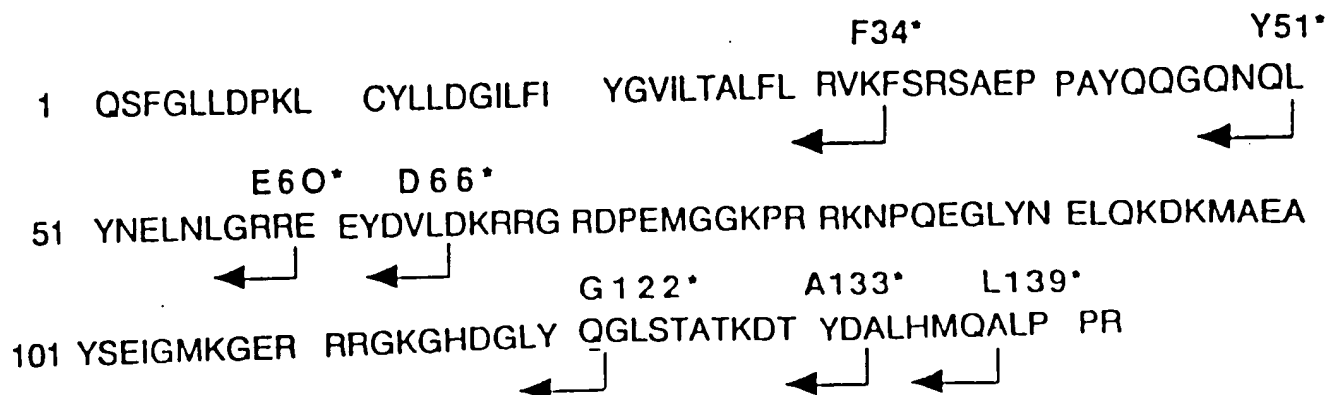 F34* Y51*
1 QSFGLLDPKL CYLLDGILFI YGVILTALFL RVKFSRSAEP PAYQQGQNQL
E60* D66*
51 YNELNLGRRE EYDVLDKRRG RDPEMGGKPR RKNPQEGLYN ELQKDKMAEA
G122* A133* L139*
101 YSEIGMKGER RRGKGHDGLY QGLSTATKDT YDALHMQALP PR